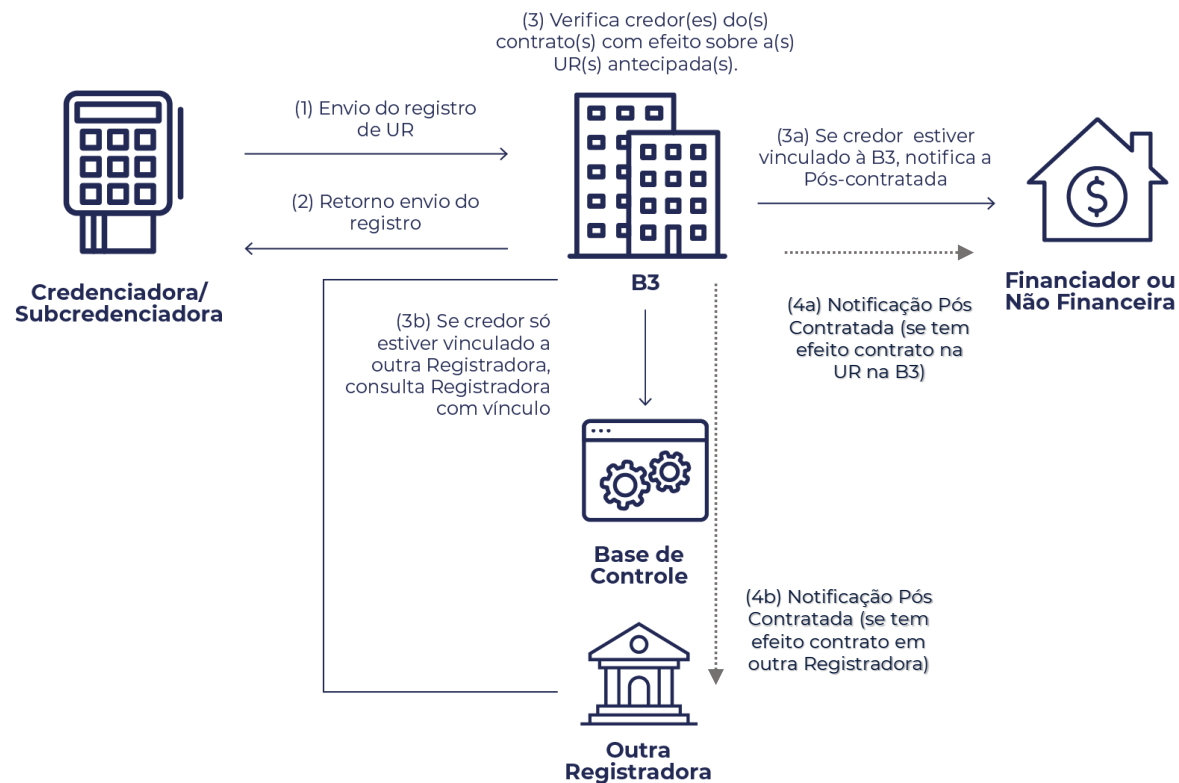 (3) Verifica credor(es) do(s)
contrato(s) com efeito sobre a(s)
UR(s) antecipada(s).
(1) Envio do registro
de UR
(2) Retorno envio do
registro
(3a) Se credor estiver
vinculado à B3, notifica a
Pós-contratada
Credenciadora/
Subcredenciadora
B3
$
Financiador ou
Não Financeira
(4a) Notificação Pós
Contratada (se tem
efeito contrato na
UR na B3)
(3b) Se credor só
estiver vinculado a
outra Registradora,
consulta Registradora
com vínculo
Base de
Controle
(4b) Notificação Pós
Contratada (se tem
efeito contrato em
outra Registradora)
Outra
Registradora